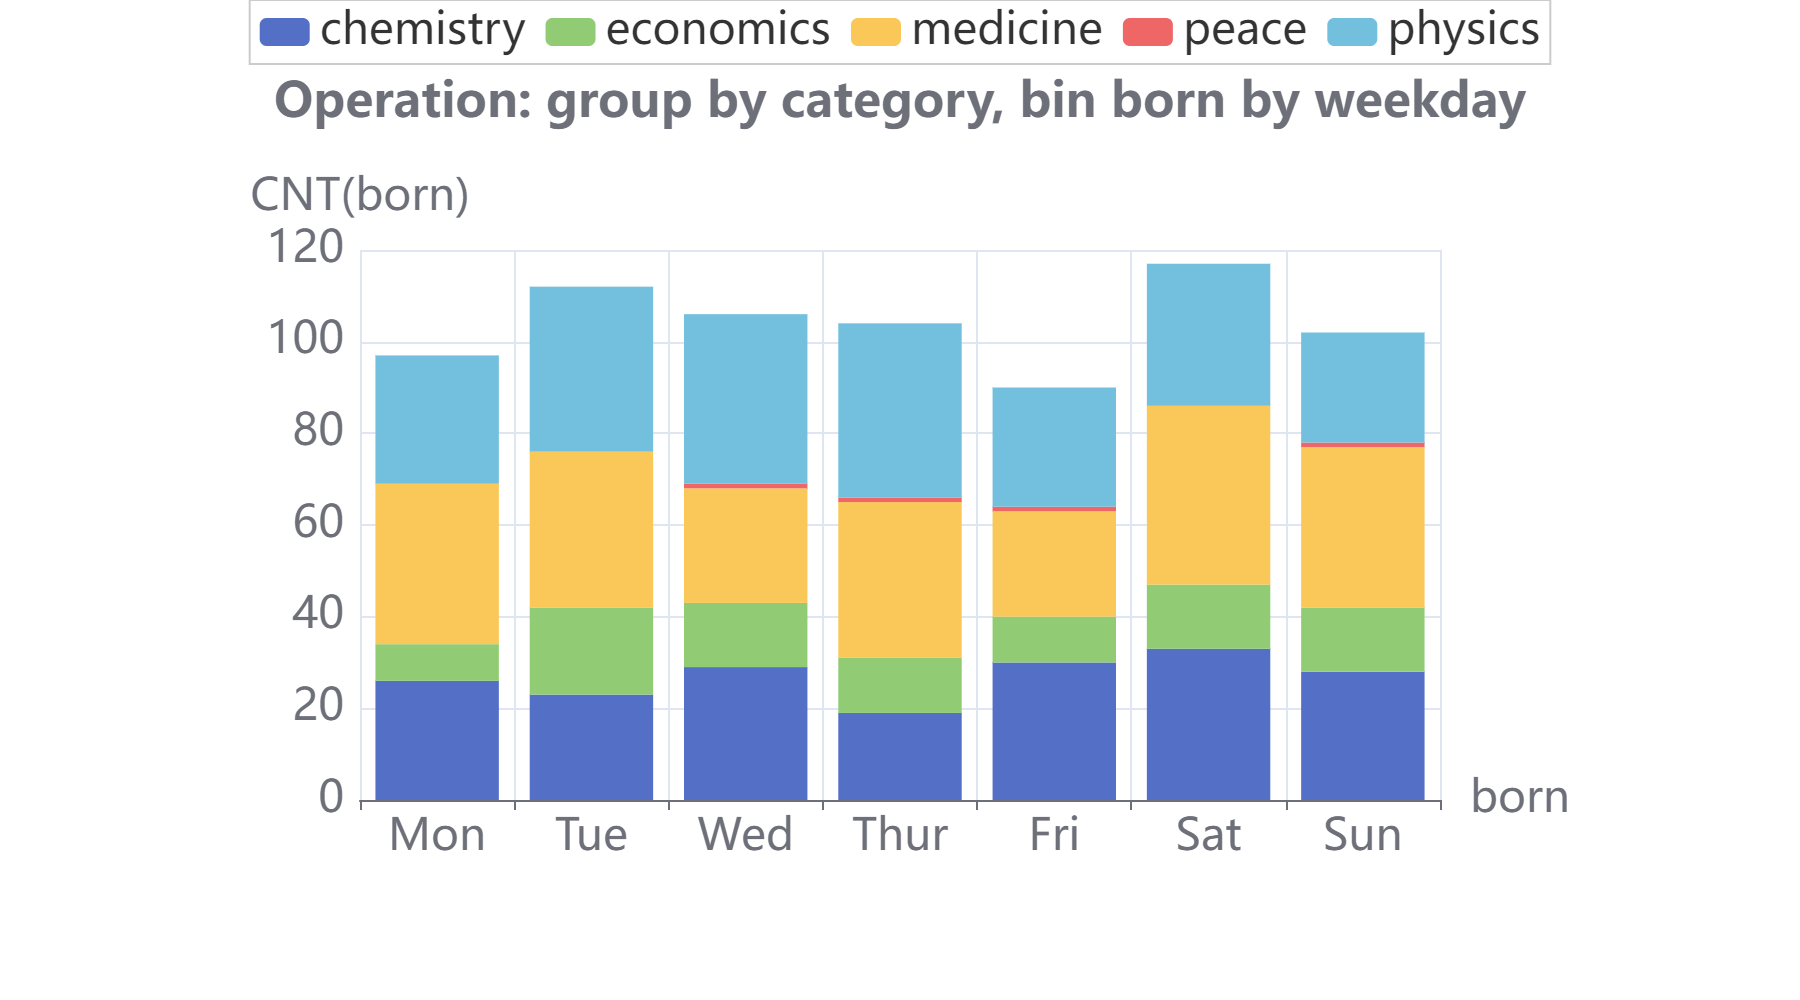 chemistry economics medicine peace physics
Operation: group by category, bin born by weekday
CNT(born)
120
100
80
60
40
20
0
born
Mon Tue Wed Thur Fri Sat Sun